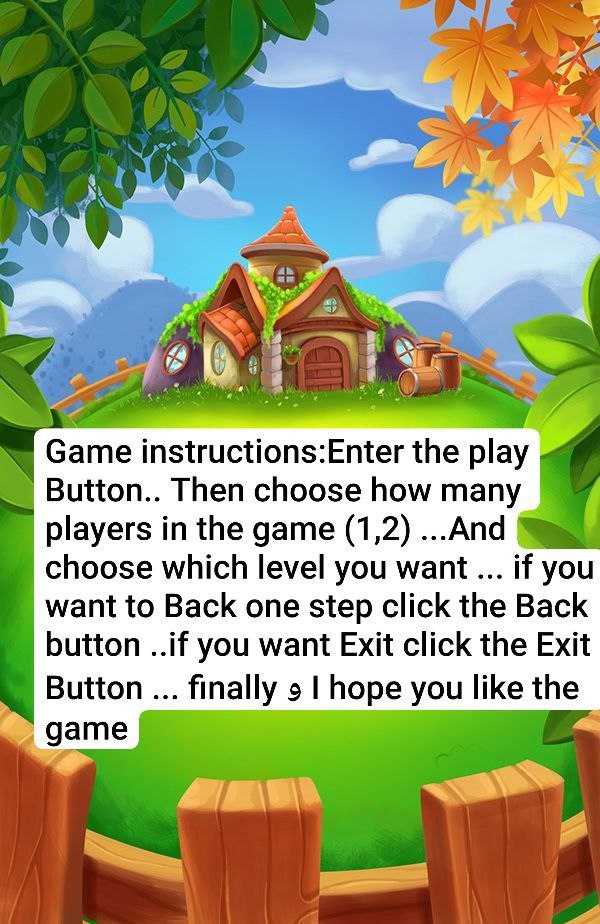 Game instructions:Enter the play
Button.. Then choose how many
players in the game (1,2) ...And
choose which level you want ... if you
want to Back one step click the Back
button ..if you want Exit click the Exit
Button ... finally و I hope you like the
game